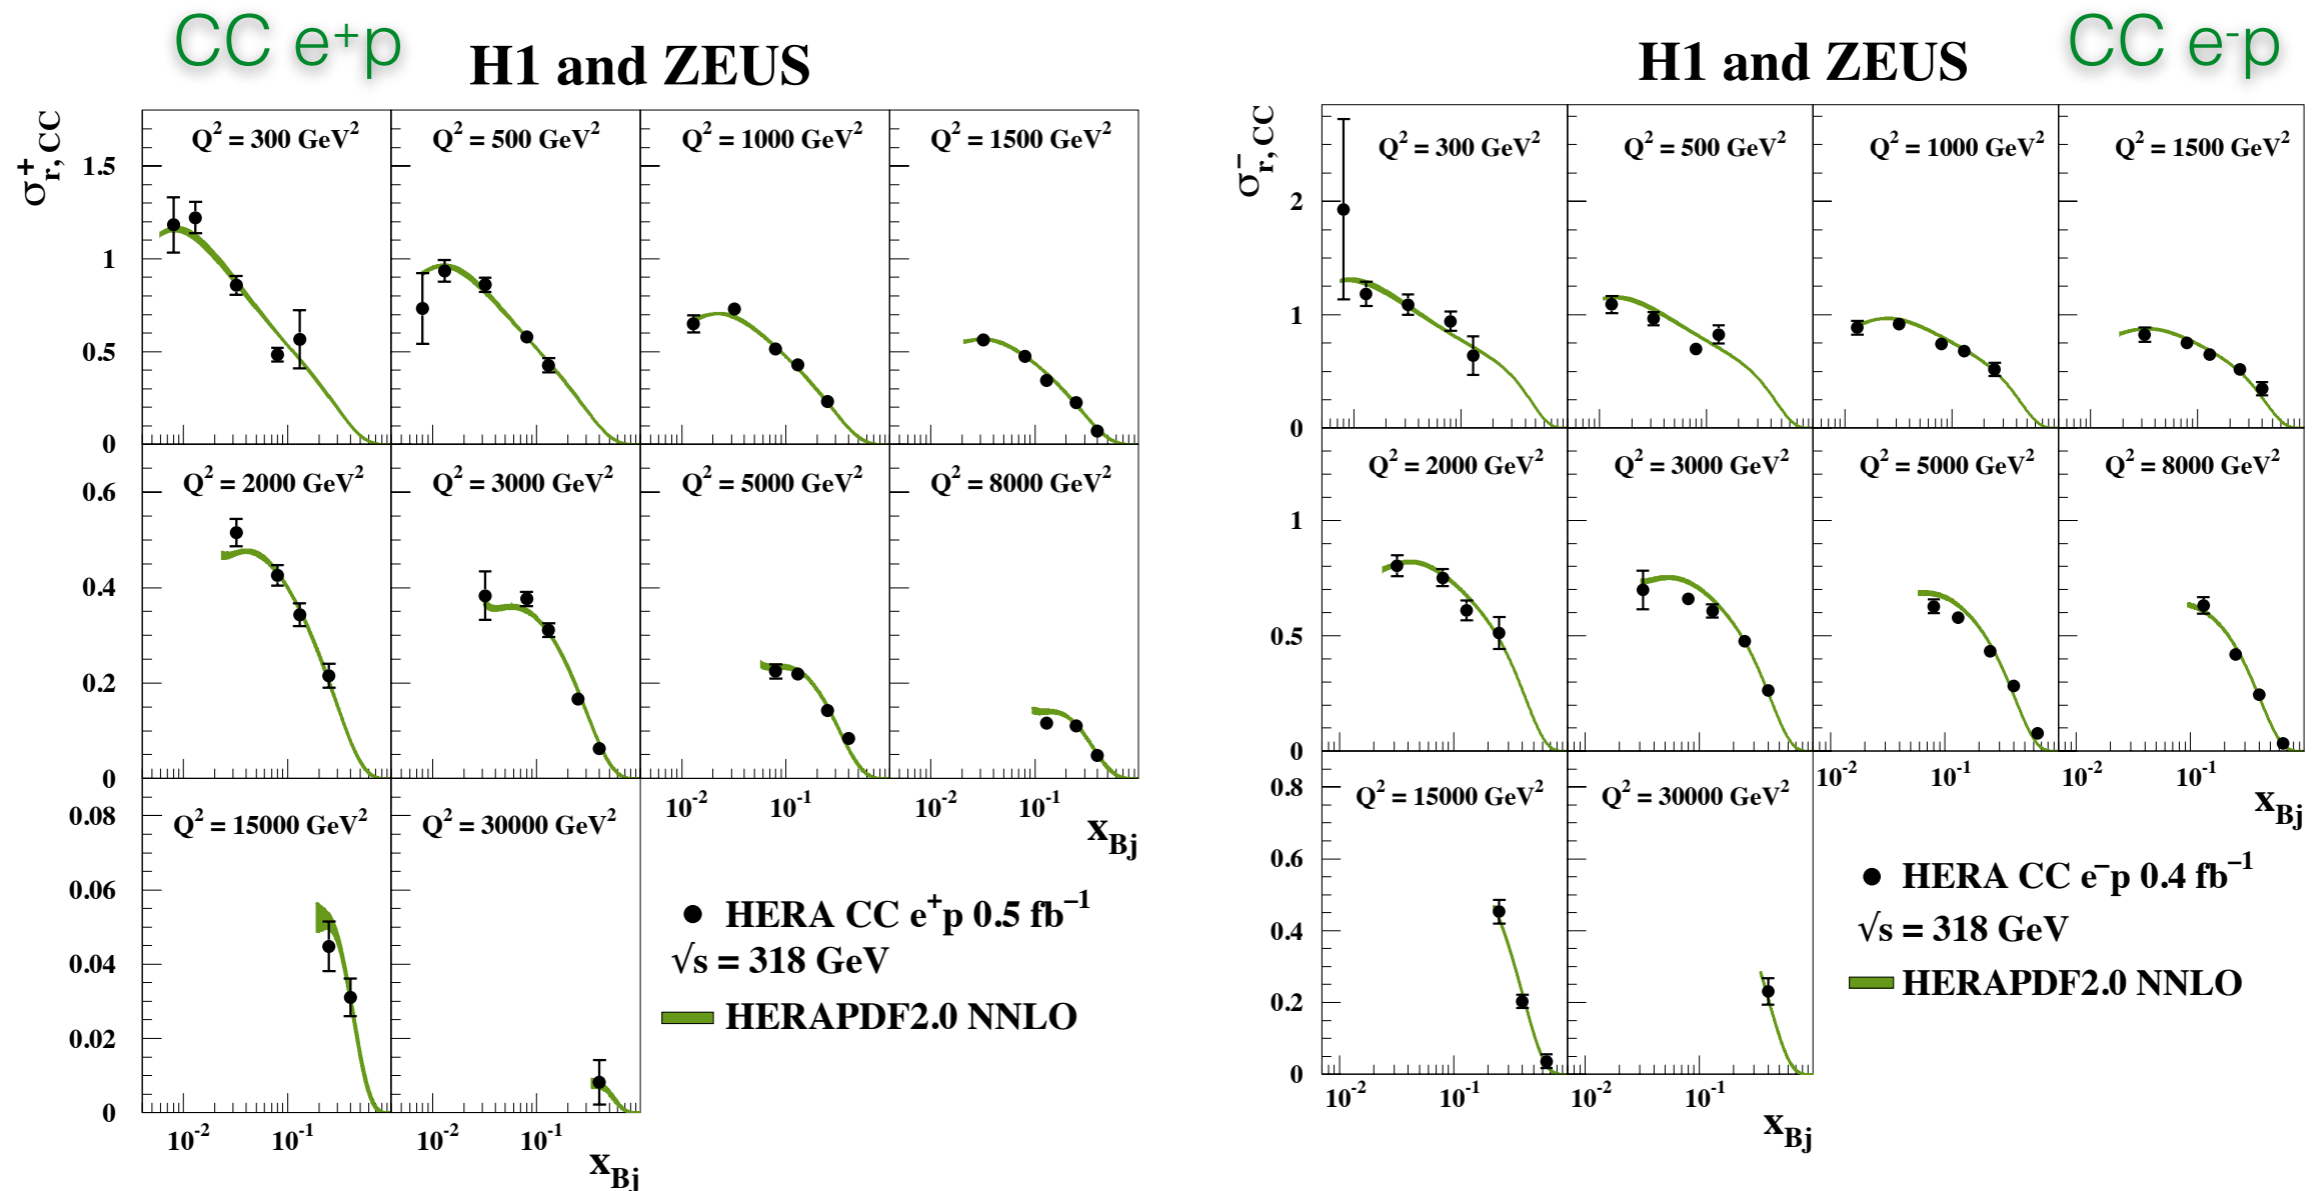 CC e⁺p
H1 and ZEUS
σ⁺r, CC
Q² = 300 GeV²
Q² = 500 GeV²
Q² = 1000 GeV²
Q² = 1500 GeV²
1.5
1
0.5
0
Q² = 2000 GeV²
Q² = 3000 GeV²
Q² = 5000 GeV²
Q² = 8000 GeV²
0.6
0.4
0.2
0
10⁻² 10⁻¹ 10⁻² 10⁻¹
xBj
Q² = 15000 GeV²
Q² = 30000 GeV²
0.08
0.06
0.04
0.02
0
10⁻² 10⁻¹ 10⁻² 10⁻¹
xBj
HERA CC e⁺p 0.5 fb⁻¹
√s = 318 GeV
HERAPDF2.0 NNLO
H1 and ZEUS
CC e⁻p
σ⁻r, CC
Q² = 300 GeV²
Q² = 500 GeV²
Q² = 1000 GeV²
Q² = 1500 GeV²
2
1
0
Q² = 2000 GeV²
Q² = 3000 GeV²
Q² = 5000 GeV²
Q² = 8000 GeV²
1
0.5
0
10⁻² 10⁻¹ 10⁻² 10⁻¹
xBj
Q² = 15000 GeV²
Q² = 30000 GeV²
0.8
0.6
0.4
0.2
0
10⁻² 10⁻¹ 10⁻² 10⁻¹
xBj
HERA CC e⁻p 0.4 fb⁻¹
√s = 318 GeV
HERAPDF2.0 NNLO